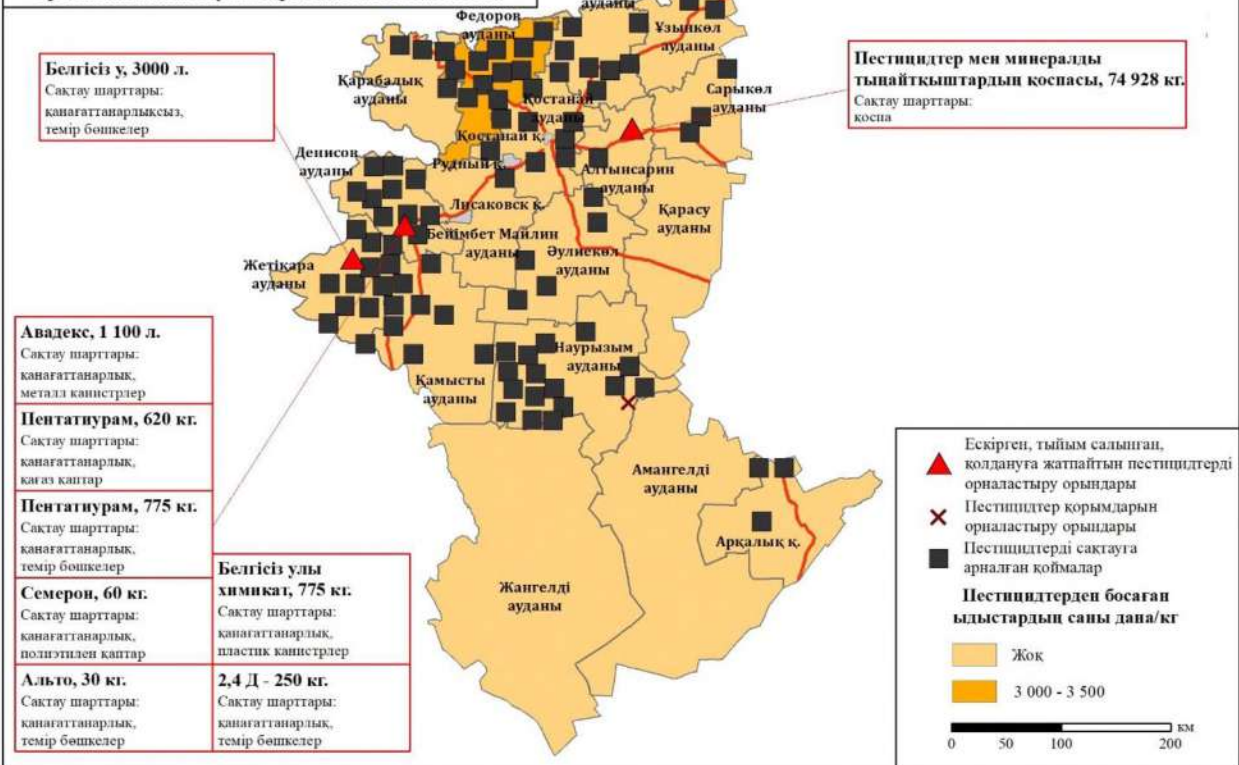 ауданы
Федоров
ауданы
Ұзынкөл
ауданы
Қарабалық
ауданы
Қостанай
ауданы
Сарыкөл
ауданы
Қостанай қ.
Денисов
ауданы
Рудный қ.
Алтынсарин
ауданы
Лисаковск қ.
Қарасу
ауданы
Бейімбет Майлин
ауданы
Әулиекөл
ауданы
Жетіқара
ауданы
Наурызым
ауданы
Қамысты
ауданы
Амангелді
ауданы
Арқалық қ.
Жангелді
ауданы
Белгісіз у, 3000 л.
Сақтау шарттары:
қанағаттанарлықсыз,
темір бөшкелер
Пестицидтер мен минералды
тыңайтқыштардың қоспасы, 74 928 кг.
Сақтау шарттары:
қоспа
Авадекс, 1 100 л.
Сақтау шарттары:
қанағаттанарлық,
металл канистрлер
Пентатиурам, 620 кг.
Сақтау шарттары:
қанағаттанарлық,
қағаз қаптар
Пентатиурам, 775 кг.
Сақтау шарттары:
қанағаттанарлық,
темір бөшкелер
Семерон, 60 кг.
Сақтау шарттары:
қанағаттанарлық,
полиэтилен қаптар
Альто, 30 кг.
Сақтау шарттары:
қанағаттанарлық,
темір бөшкелер
Белгісіз улы
химикат, 775 кг.
Сақтау шарттары:
қанағаттанарлық,
пластик канистрлер
2,4 Д - 250 кг.
Сақтау шарттары:
қанағаттанарлық,
темір бөшкелер
Ескірген, тыйым салынған,
қолдануға жатпайтын пестицидтерді
орналастыру орындары
Пестицидтер қорымдарын
орналастыру орындары
Пестицидтерді сақтауға
арналған қоймалар
Пестицидтерден босаған
ыдыстардың саны дана/кг
Жоқ
3 000 - 3 500
км
0 50 100 200